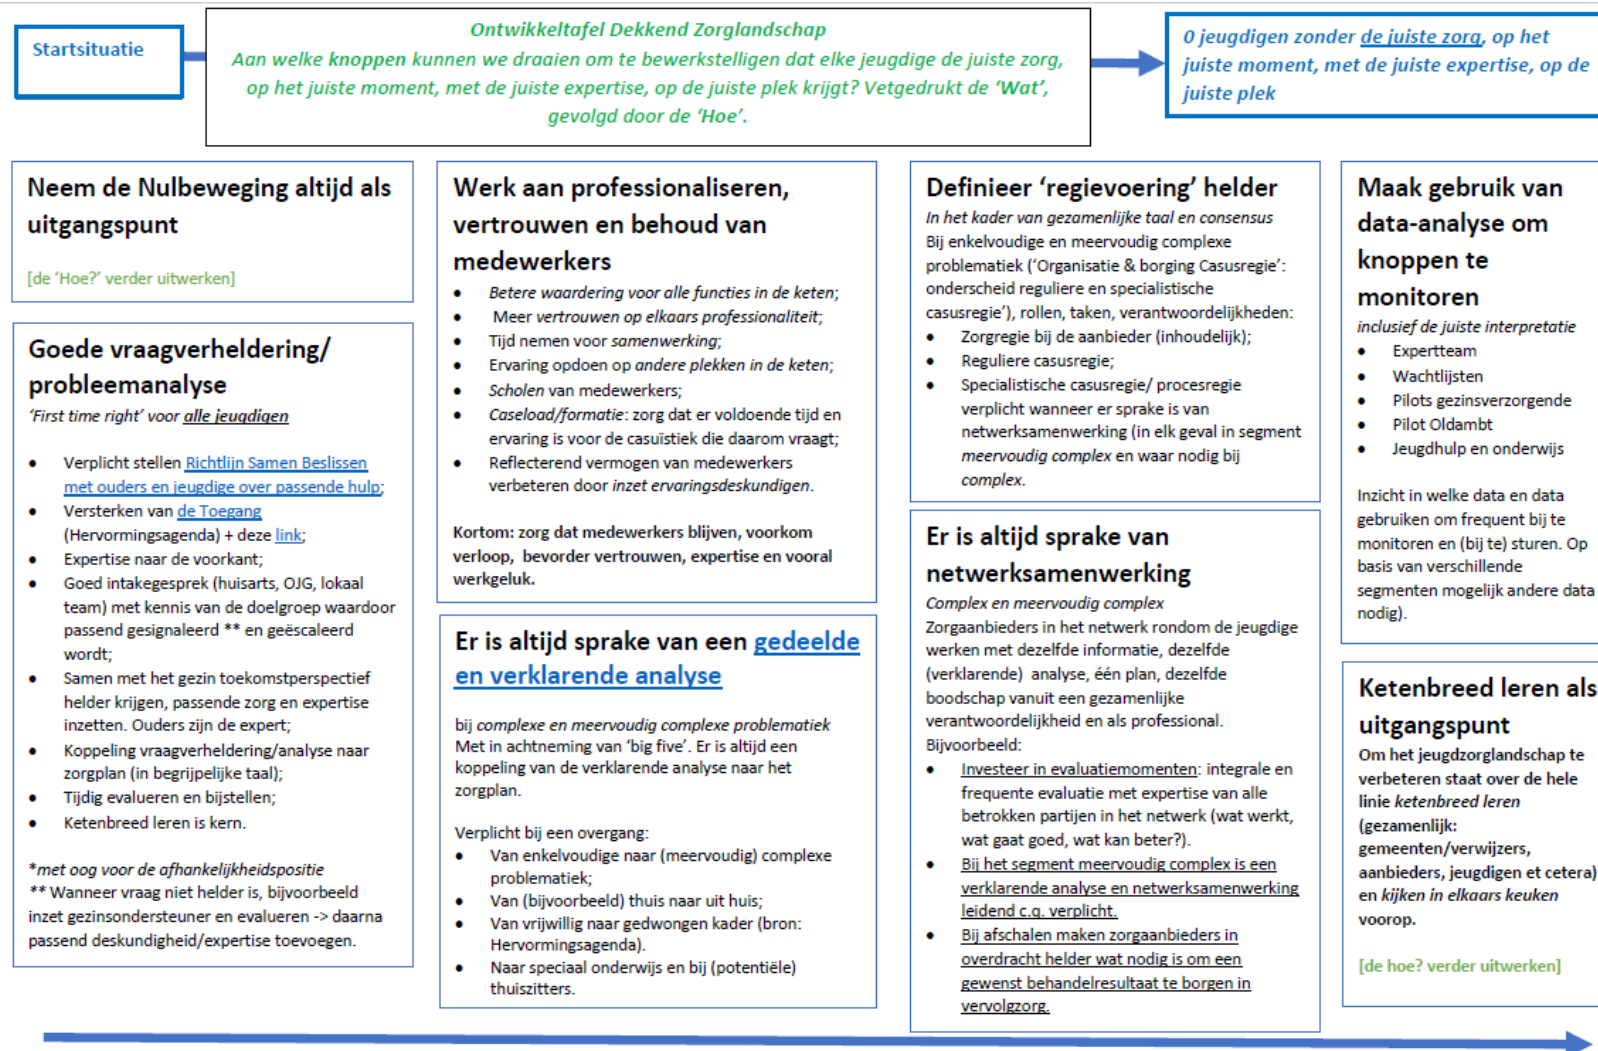 Startsituatie
Ontwikkeltafel Dekkend Zorglandschap
Aan welke knoppen kunnen we draaien om te bewerkstelligen dat elke jeugdige de juiste zorg,
op het juiste moment, met de juiste expertise, op de juiste plek krijgt? Vetgedrukt de ‘Wat’,
gevolgd door de ‘Hoe’.
0 jeugdigen zonder de juiste zorg, op het
juiste moment, met de juiste expertise, op de
juiste plek
Neem de Nulbeweging altijd als
uitgangspunt
[de ‘Hoe?’ verder uitwerken]
Goede vraagverheldering/
probleemanalyse
‘First time right’ voor alle jeugdigen
• Verplicht stellen Richtlijn Samen Beslissen
met ouders en jeugdige over passende hulp;
• Versterken van de Toegang
(Hervormingsagenda) + deze link;
• Expertise naar de voorkant;
• Goed intakegesprek (huisarts, OJG, lokaal
team) met kennis van de doelgroep waardoor
passend gesignaleerd ** en geëscaleerd
wordt;
• Samen met het gezin toekomstperspectief
helder krijgen, passende zorg en expertise
inzetten. Ouders zijn de expert;
• Koppeling vraagverheldering/analyse naar
zorgplan (in begrijpelijke taal);
• Tijdig evalueren en bijstellen;
• Ketenbreed leren is kern.
*met oog voor de afhankelijkheidspositie
** Wanneer vraag niet helder is, bijvoorbeeld
inzet gezinsondersteuner en evalueren -> daarna
passend deskundigheid/expertise toevoegen.
Werk aan professionaliseren,
vertrouwen en behoud van
medewerkers
• Betere waardering voor alle functies in de keten;
• Meer vertrouwen op elkaars professionaliteit;
• Tijd nemen voor samenwerking;
• Ervaring opdoen op andere plekken in de keten;
• Scholen van medewerkers;
• Caseload/formatie: zorg dat er voldoende tijd en
ervaring is voor de casuïstiek die daarom vraagt;
• Reflecterend vermogen van medewerkers
verbeteren door inzet ervaringsdeskundigen.
Kortom: zorg dat medewerkers blijven, voorkom
verloop, bevorder vertrouwen, expertise en vooral
werkgeluk.
Er is altijd sprake van een gedeelde
en verklarende analyse
bij complexe en meervoudig complexe problematiek
Met in achtneming van ‘big five’. Er is altijd een
koppeling van de verklarende analyse naar het
zorgplan.
Verplicht bij een overgang:
• Van enkelvoudige naar (meervoudig) complexe
problematiek;
• Van (bijvoorbeeld) thuis naar uit huis;
• Van vrijwillig naar gedwongen kader (bron:
Hervormingsagenda).
• Naar speciaal onderwijs en bij (potentiële)
thuiszitters.
Definieer ‘regievoering’ helder
In het kader van gezamenlijke taal en consensus
Bij enkelvoudige en meervoudig complexe
problematiek (‘Organisatie & borging Casusregie’:
onderscheid reguliere en specialistische
casusregie’), rollen, taken, verantwoordelijkheden:
• Zorgregie bij de aanbieder (inhoudelijk);
• Reguliere casusregie;
• Specialistische casusregie/ procesregie
verplicht wanneer er sprake is van
netwerksamenwerking (in elk geval in segment
meervoudig complex en waar nodig bij
complex.
Er is altijd sprake van
netwerksamenwerking
Complex en meervoudig complex
Zorgaanbieders in het netwerk rondom de jeugdige
werken met dezelfde informatie, dezelfde
(verklarende) analyse, één plan, dezelfde
boodschap vanuit een gezamenlijke
verantwoordelijkheid en als professional.
Bijvoorbeeld:
• Investeer in evaluatiemomenten: integrale en
frequente evaluatie met expertise van alle
betrokken partijen in het netwerk (wat werkt,
wat gaat goed, wat kan beter?).
• Bij het segment meervoudig complex is een
verklarende analyse en netwerksamenwerking
leidend c.q. verplicht.
• Bij afschalen maken zorgaanbieders in
overdracht helder wat nodig is om een
gewenst behandelresultaat te borgen in
vervolgzorg.
Maak gebruik van
data-analyse om
knoppen te
monitoren
inclusief de juiste interpretatie
• Expertteam
• Wachtlijsten
• Pilots gezinsverzorgende
• Pilot Oldambt
• Jeugdhulp en onderwijs
Inzicht in welke data en data
gebruiken om frequent bij te
monitoren en (bij te) sturen. Op
basis van verschillende
segmenten mogelijk andere data
nodig).
Ketenbreed leren als
uitgangspunt
Om het jeugdzorglandschap te
verbeteren staat over de hele
linie ketenbreed leren
(gezamenlijk:
gemeenten/verwijzers,
aanbieders, jeugdigen et cetera)
en kijken in elkaars keuken
voorop.
[de hoe? verder uitwerken]